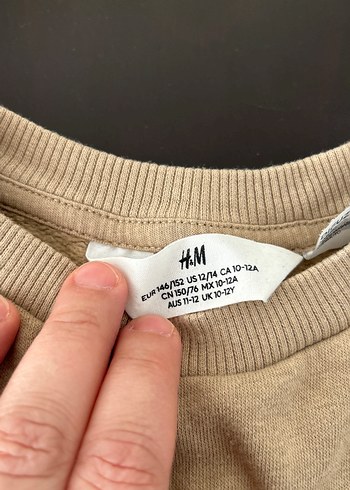 H&M
EUR 146/152 US 12/14 CA 10-12A
CN 150/76 MX 10-12A
AUS 11-12 UK 10-12Y